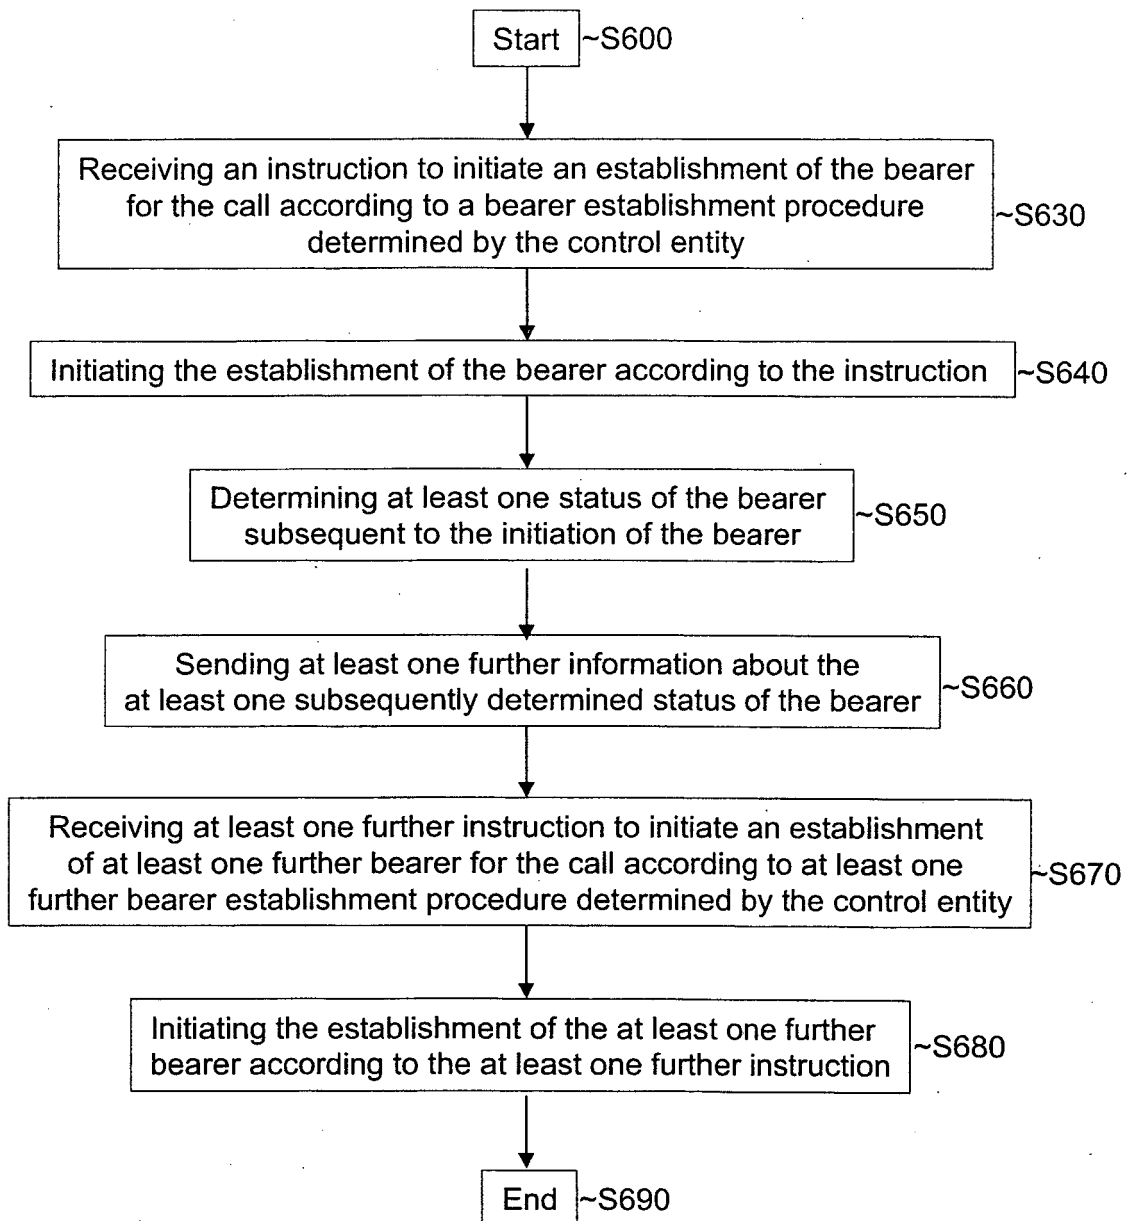 Start ~S600
Receiving an instruction to initiate an establishment of the bearer
for the call according to a bearer establishment procedure
determined by the control entity
~S630
Initiating the establishment of the bearer according to the instruction ~S640
Determining at least one status of the bearer
subsequent to the initiation of the bearer
~S650
Sending at least one further information about the
at least one subsequently determined status of the bearer
~S660
Receiving at least one further instruction to initiate an establishment
of at least one further bearer for the call according to at least one
further bearer establishment procedure determined by the control entity
~S670
Initiating the establishment of the at least one further
bearer according to the at least one further instruction
~S680
End ~S690